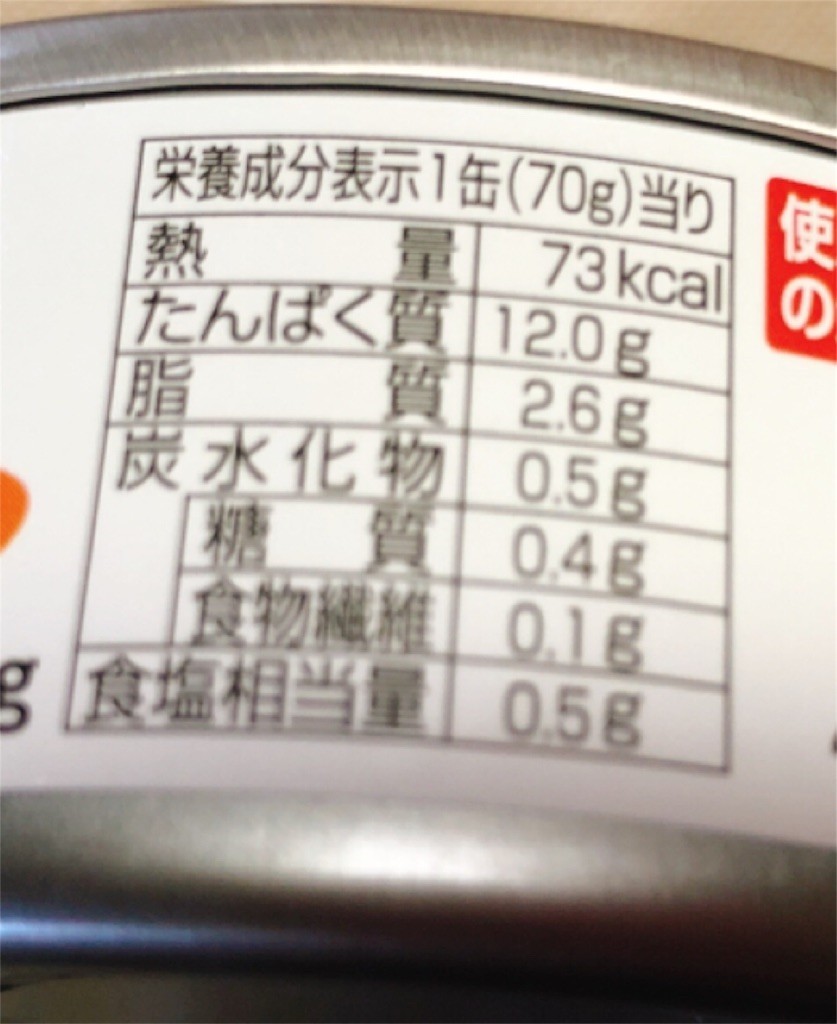 栄養成分表示1缶(70g)当り
熱量 73kcal
たんぱく質 12.0g
脂質 2.6g
炭水化物 0.5g
糖質 0.4g
食物繊維 0.1g
食塩相当量 0.5g
使
の
g